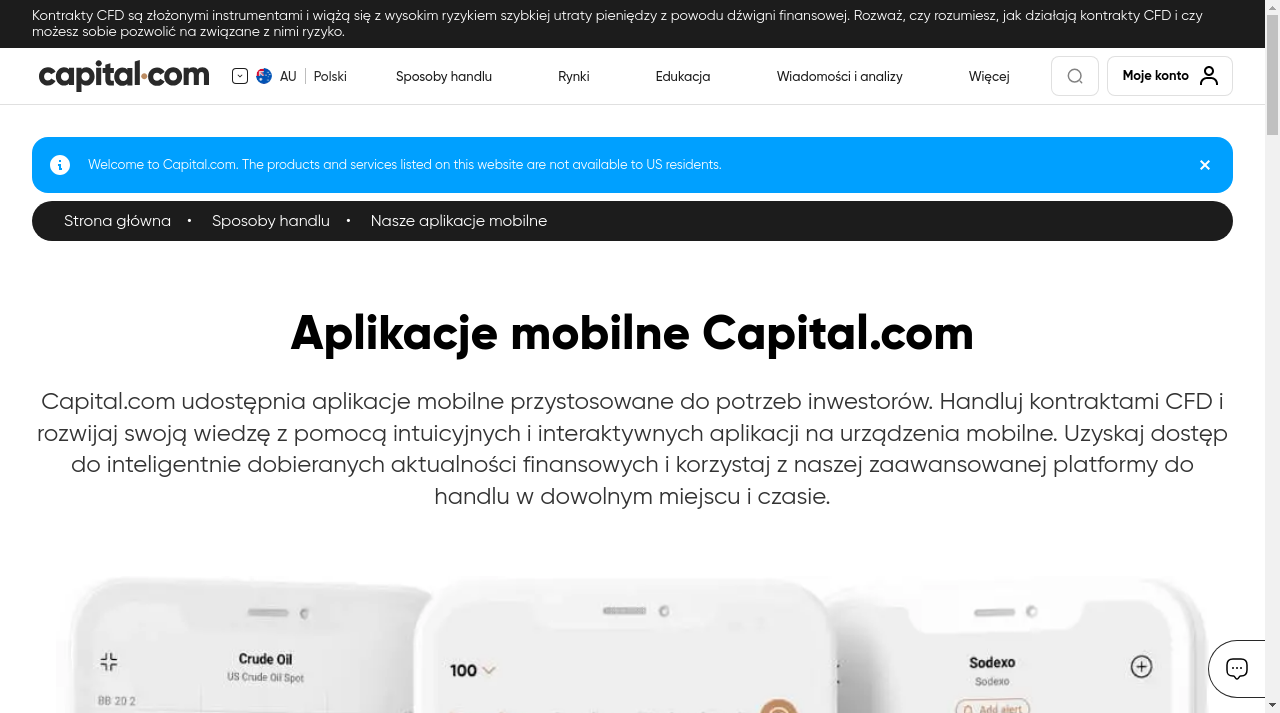 Kontrakty CFD są złożonymi instrumentami i wiążą się z wysokim ryzykiem szybkiej utraty pieniędzy z powodu dźwigni finansowej. Rozważ, czy rozumiesz, jak działają kontrakty CFD i czy
możesz sobie pozwolić na związane z nimi ryzyko.
capital.com
AU Polski Sposoby handlu Rynki Edukacja Wiadomości i analizy Więcej Moje konto
Welcome to Capital.com. The products and services listed on this website are not available to US residents.
Strona główna • Sposoby handlu • Nasze aplikacje mobilne
Aplikacje mobilne Capital.com
Capital.com udostępnia aplikacje mobilne przystosowane do potrzeb inwestorów. Handluj kontraktami CFD i
rozwijaj swoją wiedzę z pomocą intuicyjnych i interaktywnych aplikacji na urządzenia mobilne. Uzyskaj dostęp
do inteligentnie dobieranych aktualności finansowych i korzystaj z naszej zaawansowanej platformy do
handlu w dowolnym miejscu i czasie.
Crude Oil
US Crude Oil Spot
BB 20 2
100
Sodexo
Sodexo
Add alert